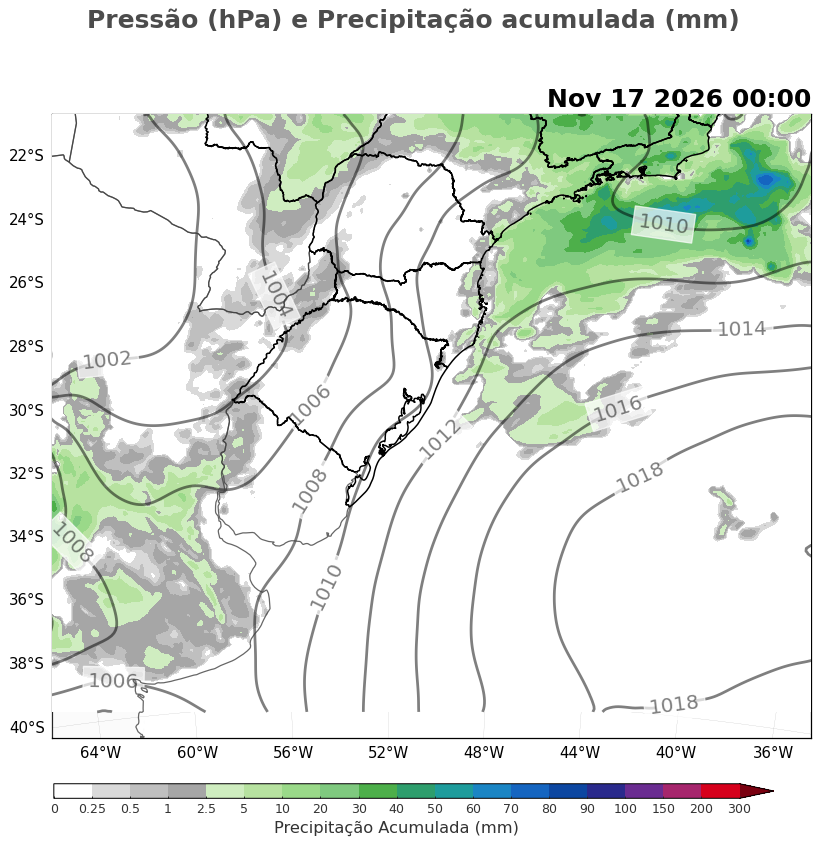 Pressão (hPa) e Precipitação acumulada (mm)
Nov 17 2026 00:00
22°S
24°S
26°S
28°S
30°S
32°S
34°S
36°S
38°S
40°S
1010
1004
1014
1002
1006
1016
1012
1018
1008
1008
1010
1006
1018
64°W 60°W 56°W 52°W 48°W 44°W 40°W 36°W
0 0.25 0.5 1 2.5 5 10 20 30 40 50 60 70 80 90 100 150 200 300
Precipitação Acumulada (mm)